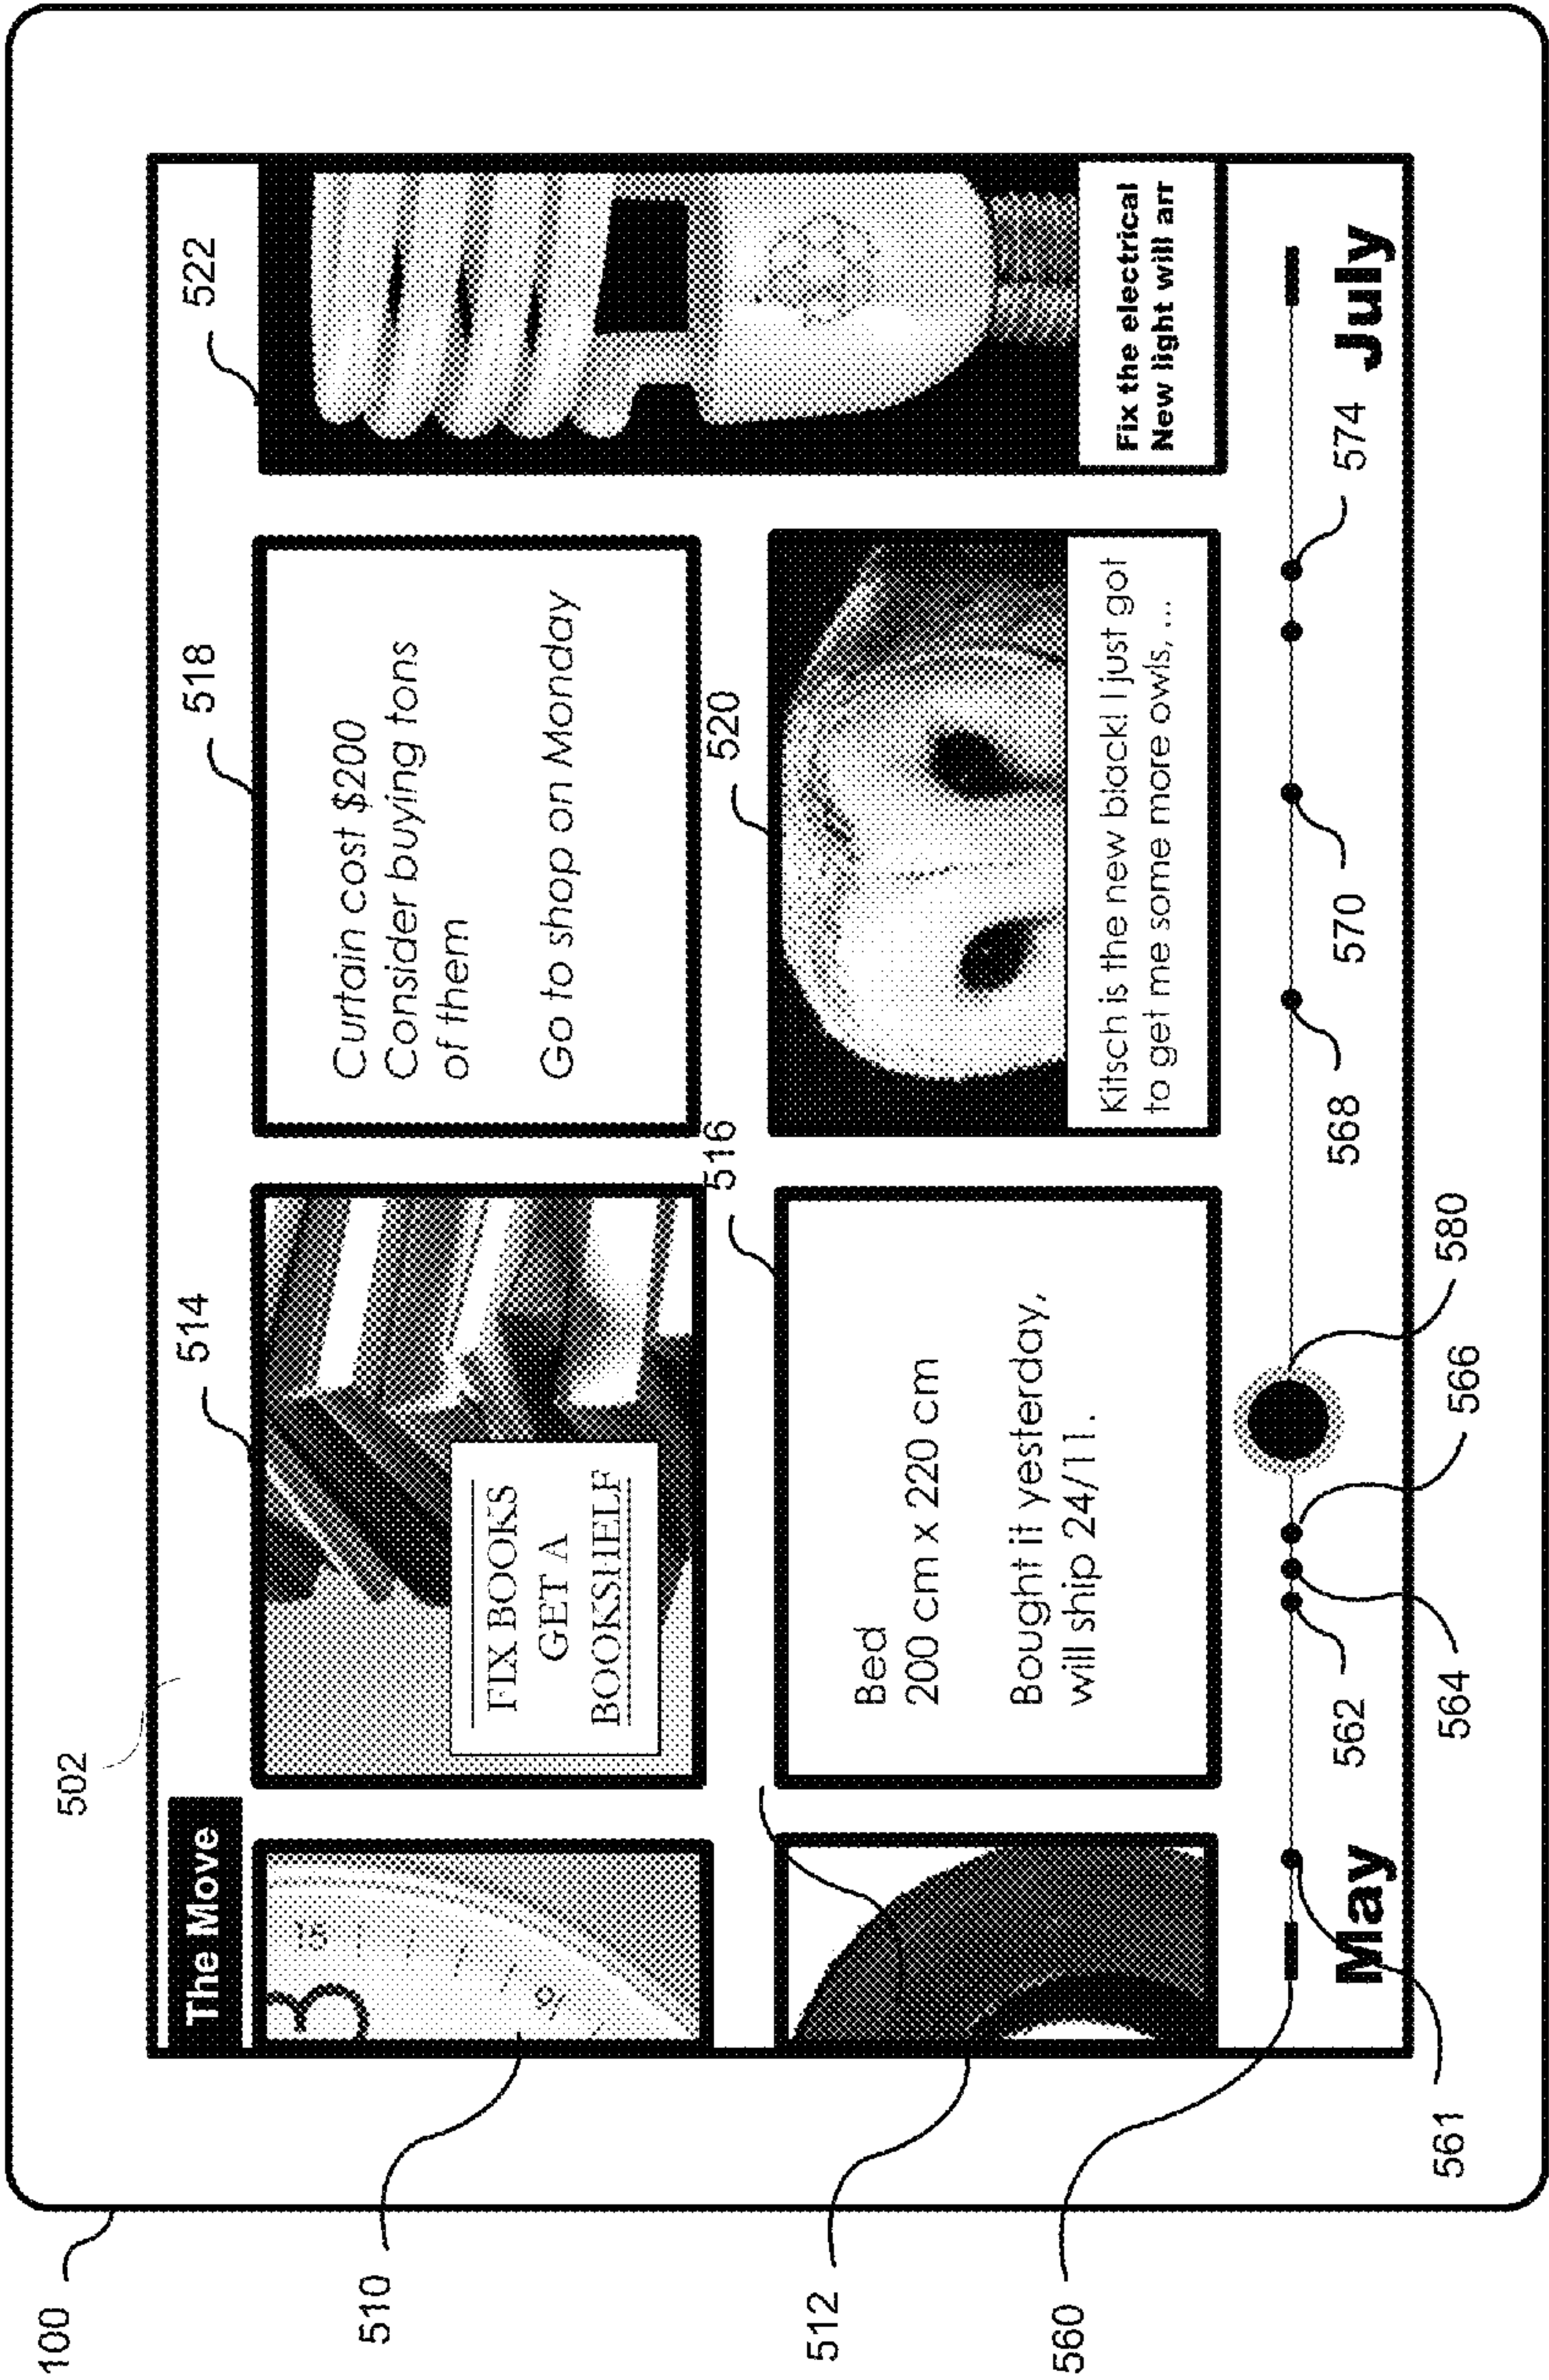 100
502
The Move
510
3
512
514
FIX BOOKS
GET A
BOOKSHELF
516
Bed
200 cm x 220 cm
Bought it yesterday,
will ship 24/11.
518
Curtain cost $200
Consider buying tons
of them
Go to shop on Monday
520
Kitsch is the new black! I just got
to get me some more owls, ...
522
Fix the electrical
New light will arr
560
561
562
564
566
580
568
570
574
May
July